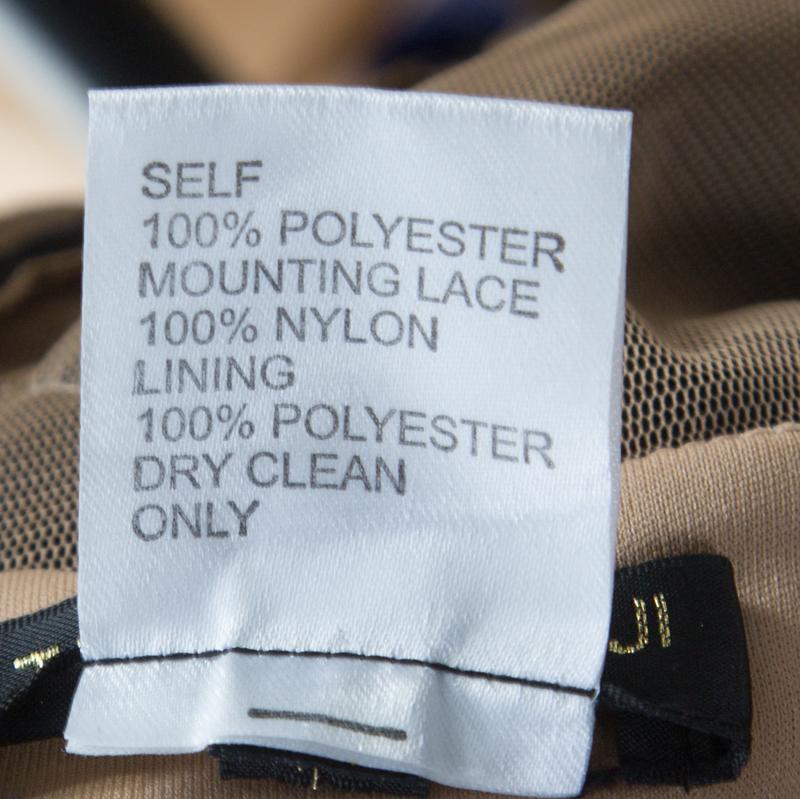 SELF
100% POLYESTER
MOUNTING LACE
100% NYLON
LINING
100% POLYESTER
DRY CLEAN
ONLY